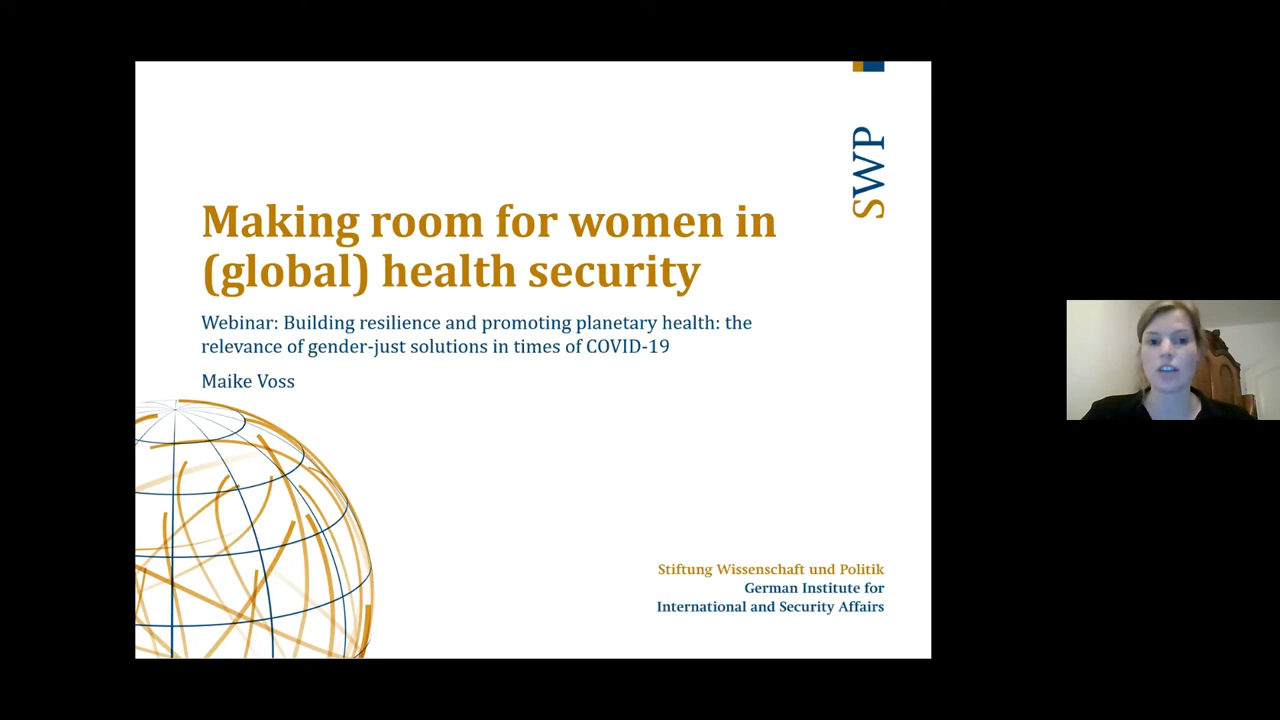 SWP
Making room for women in
(global) health security
Webinar: Building resilience and promoting planetary health: the
relevance of gender-just solutions in times of COVID-19
Maike Voss
Stiftung Wissenschaft und Politik
German Institute for
International and Security Affairs